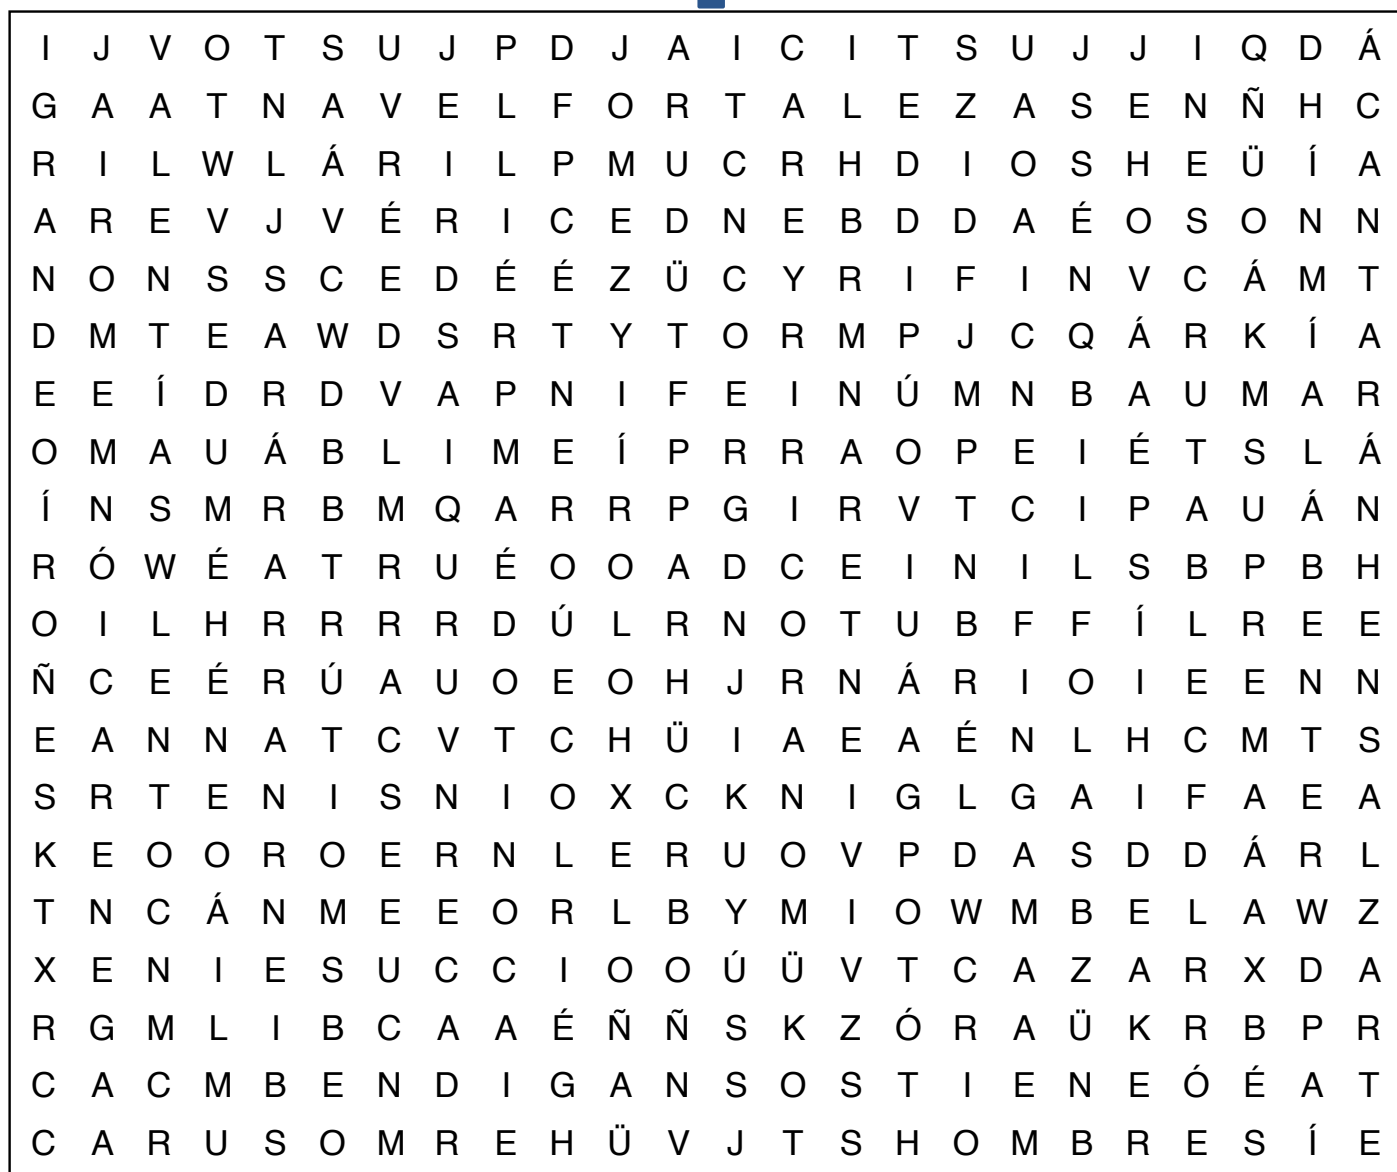 I J V O T S U J P D J A I C I T S U J J I Q D Á
G A A T N A V E L F O R T A L E Z A S E N Ñ H C
R I L W L Á R I L P M U C R H D I O S H E Ü Í A
A R E V J V É R I C E D N E B D D A É O S O N N
N O N S S C E D É É Z Ü C Y R I F I N V C Á M T
D M T E A W D S R T Y T O R M P J C Q Á R K Í A
E E Í D R D V A P N I F E I N Ú M N B A U M A R
O M A U Á B L I M E Í P R R A O P E I É T S L Á
Í N S M R B M Q A R R P G I R V T C I P A U Á N
R Ó W É A T R U É O O A D C E I N I L S B P B H
O I L H R R R R D Ú L R N O T U B F F Í L R E E
Ñ C E É R Ú A U O E O H J R N Á R I O I E E N N
E A N N A T C V T C H Ü I A E A É N L H C M T S
S R T E N I S N I O X C K N I G L G A I F A E A
K E O O R O E R N L E R U O V P D A S D D Á R L
T N C Á N M E E O R L B Y M I O W M B E L A W Z
X E N I E S U C C I O O Ú Ü V T C A Z A R X D A
R G M L I B C A A É Ñ Ñ S K Z Ó R A Ü K R B P R
C A C M B E N D I G A N S O S T I E N E Ó É A T
C A R U S O M R E H Ü V J T S H O M B R E S Í E